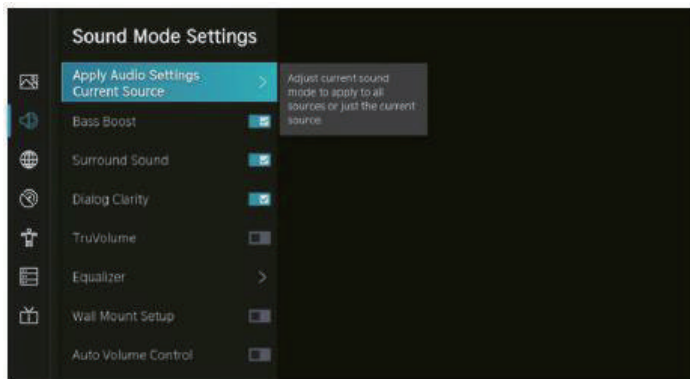 Sound Mode Settings
Apply Audio Settings
Current Source
Adjust current sound
mode to apply to all
sources or just the current
source.
Bass Boost
Surround Sound
Dialog Clarity
TruVolume
Equalizer
Wall Mount Setup
Auto Volume Control